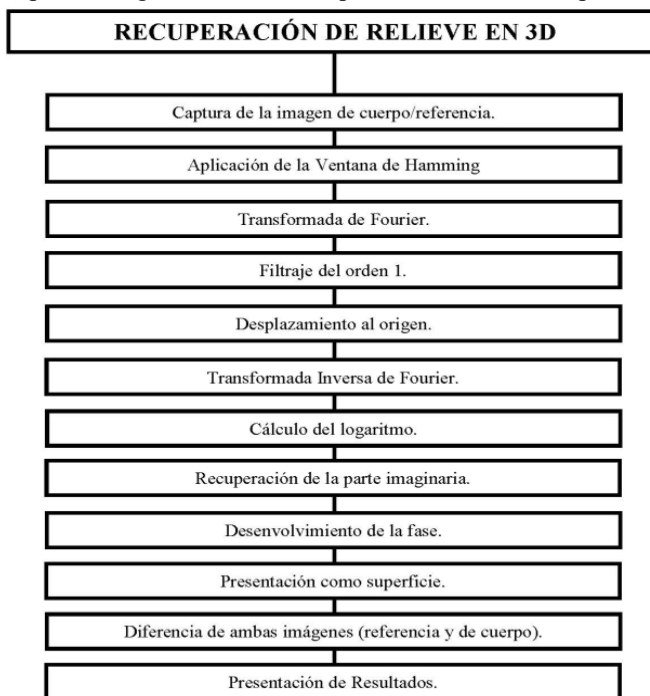 RECUPERACIÓN DE RELIEVE EN 3D
Captura de la imagen de cuerpo/referencia.
Aplicación de la Ventana de Hamming
Transformada de Fourier.
Filtraje del orden 1.
Desplazamiento al origen.
Transformada Inversa de Fourier.
Cálculo del logaritmo.
Recuperación de la parte imaginaria.
Desenvolvimiento de la fase.
Presentación como superficie.
Diferencia de ambas imágenes (referencia y de cuerpo).
Presentación de Resultados.